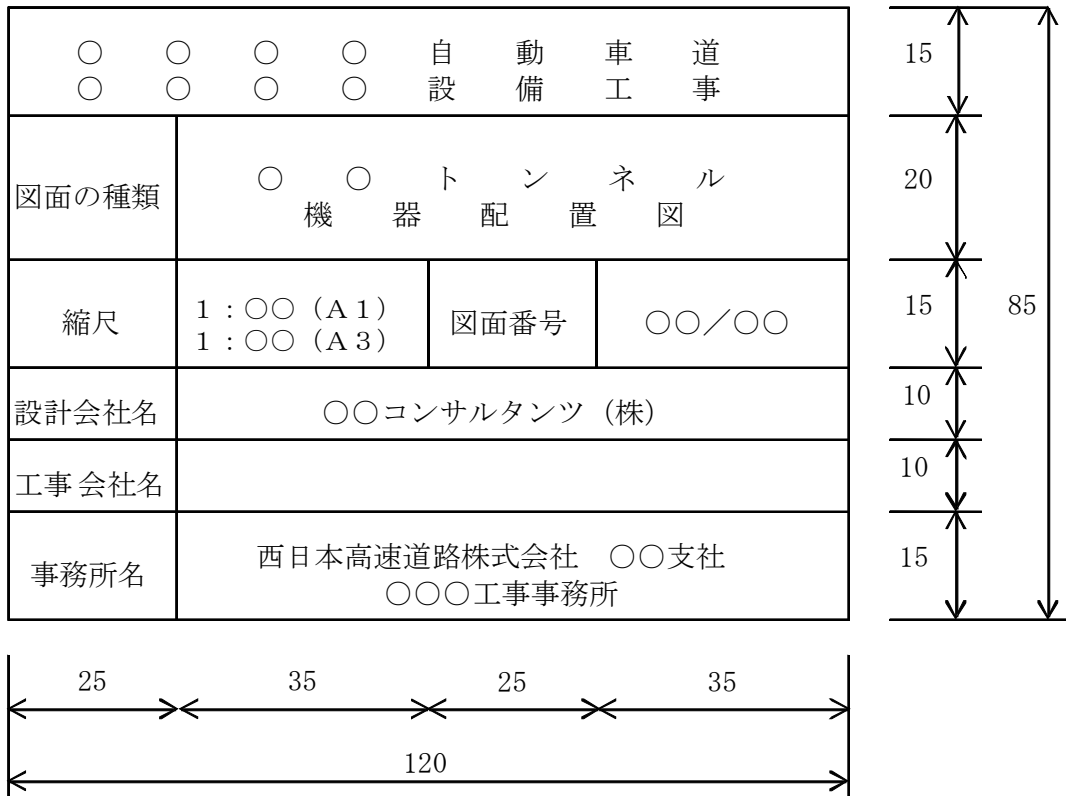 ○○○○自動車道
○○○○設備工事
図面の種類
○○トンネル
機器配置図
縮尺
1：○○（A1）
1：○○（A3）
図面番号
○○／○○
設計会社名
○○コンサルタンツ（株）
工事会社名
事務所名
西日本高速道路株式会社　○○支社
○○○工事事務所
15
20
15
85
10
10
15
25
35
25
35
120